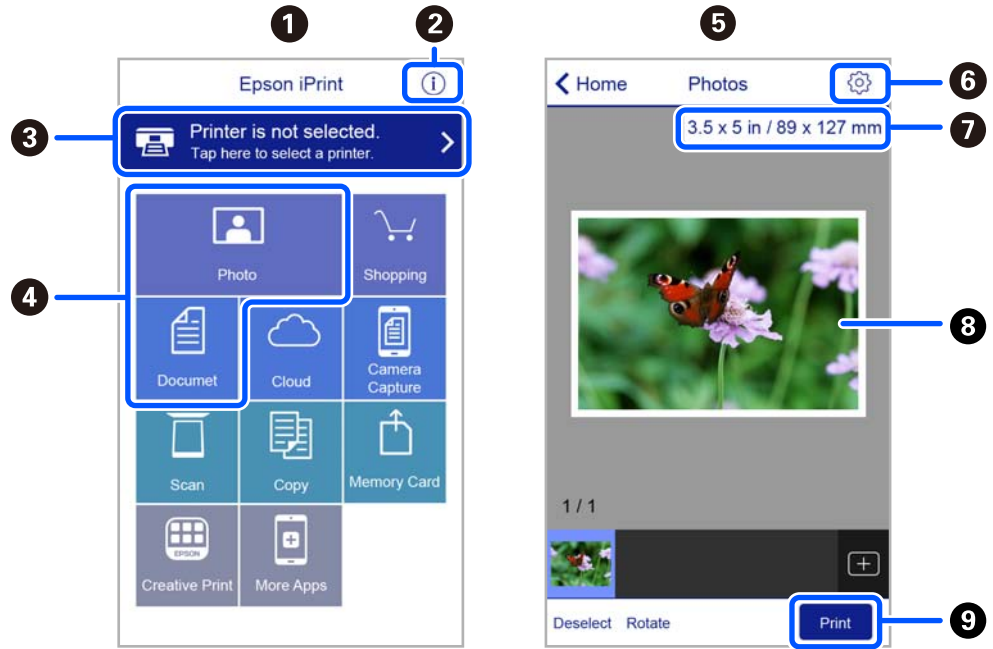 1
2
Epson iPrint
i
3
Printer is not selected.
Tap here to select a printer.
4
Photo
Shopping
Documet
Cloud
Camera
Capture
Scan
Copy
Memory Card
EPSON
Creative Print
More Apps
5
Home
Photos
6
3.5 x 5 in / 89 x 127 mm
7
8
1 / 1
Deselect
Rotate
Print
9